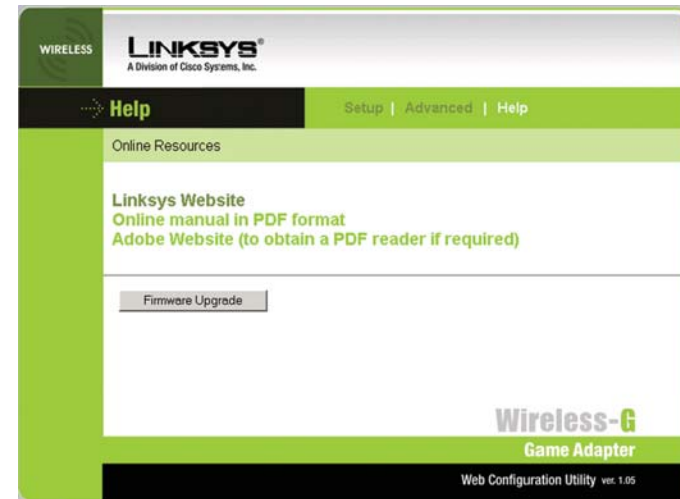 WIRELESS
LINKSYS®
A Division of Cisco Systems, Inc.
Help
Setup | Advanced | Help
Online Resources
Linksys Website
Online manual in PDF format
Adobe Website (to obtain a PDF reader if required)
Firmware Upgrade
Wireless-G
Game Adapter
Web Configuration Utility ver. 1.05